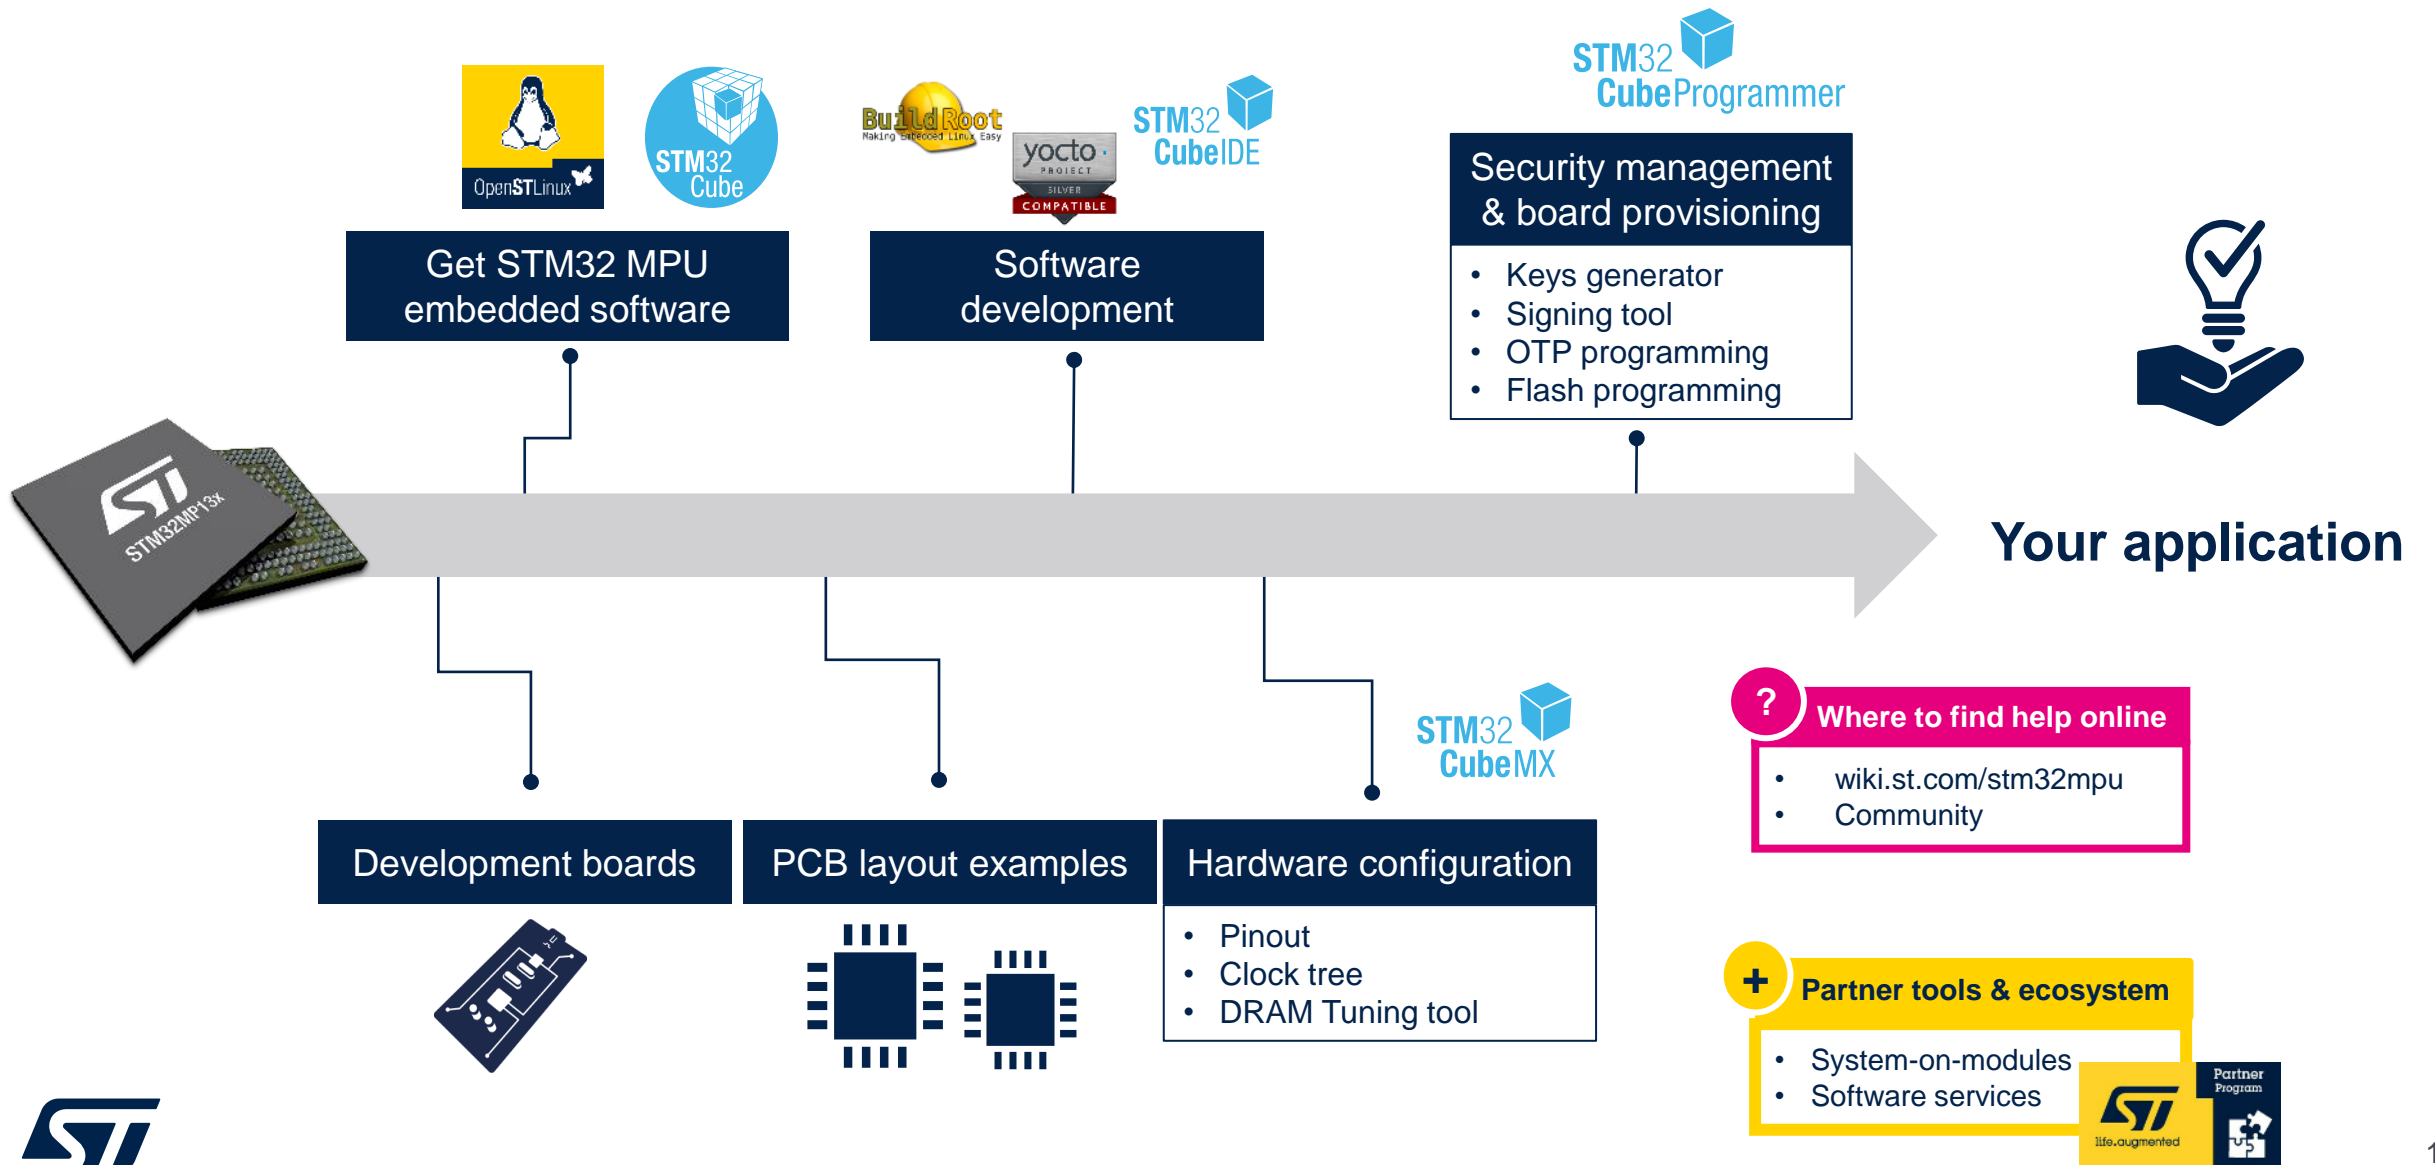 STM32
CubeProgrammer
OpenSTLinux
STM32
Cube
BuildRoot
Making Embedded Linux Easy
yocto
PROJECT
SILVER
COMPATIBLE
STM32
CubeIDE
Get STM32 MPU
embedded software
Software
development
Security management
& board provisioning
• Keys generator
• Signing tool
• OTP programming
• Flash programming
ST
STM32MP13x
Your application
STM32
CubeMX
Development boards
PCB layout examples
Hardware configuration
• Pinout
• Clock tree
• DRAM Tuning tool
?
Where to find help online
• wiki.st.com/stm32mpu
• Community
+
Partner tools & ecosystem
• System-on-modules
• Software services
ST
life.augmented
Partner
Program
ST